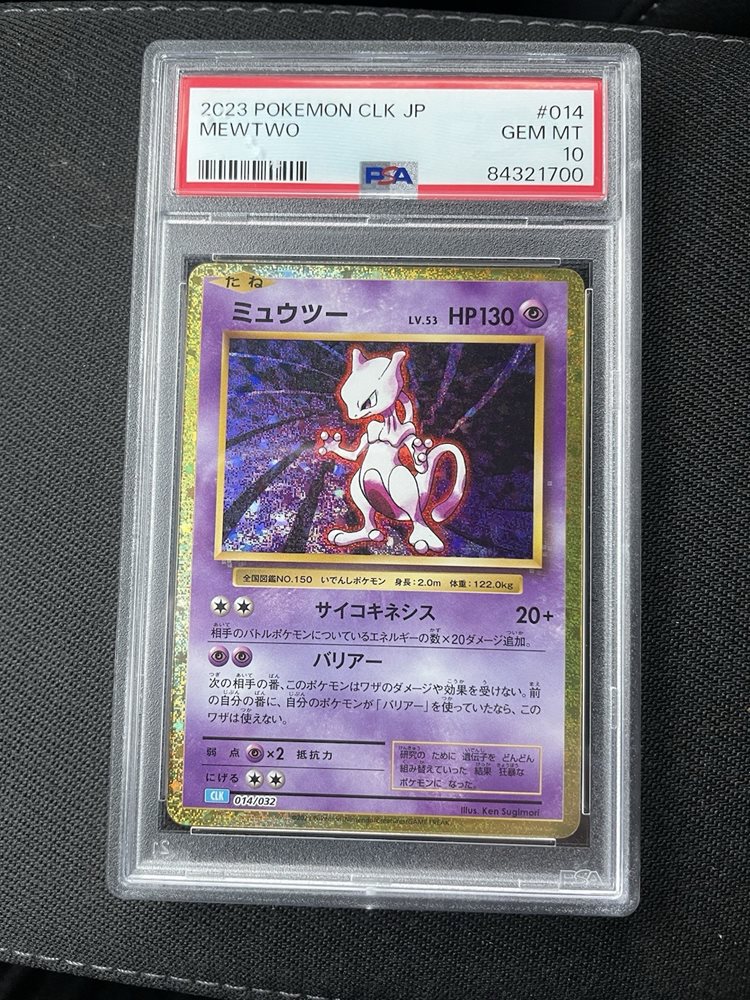 2023 POKEMON CLK JP #014
MEWTWO GEM MT
10
PSA 84321700
たね
ミュウツー LV.53 HP130
全国図鑑NO.150 いでんしポケモン 身長:2.0m 体重:122.0kg
サイコキネシス 20+
相手のバトルポケモンについているエネルギーの数×20ダメージ追加。
バリアー
次の相手の番、このポケモンはワザのダメージや効果を受けない。前
の自分の番に、自分のポケモンが「バリアー」を使っていたなら、この
ワザは使えない。
弱点 ×2 抵抗力
にげる
研究の ために 遺伝子を どんどん
組み替えていった 結果 狂暴な
ポケモンに なった。
CLK 014/032
Illus. Ken Sugimori
PSA